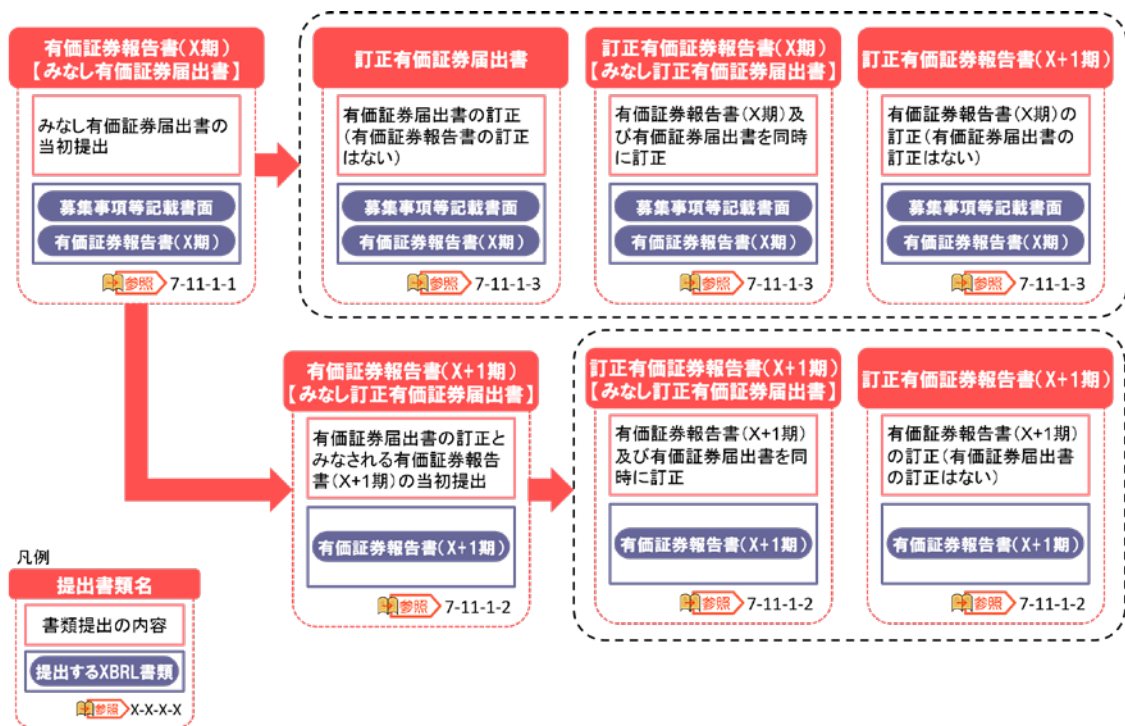 有価証券報告書(X期)
【みなし有価証券届出書】
みなし有価証券届出書の
当初提出
募集事項等記載書面
有価証券報告書(X期)
参照 7-11-1-1
訂正有価証券届出書
有価証券届出書の訂正
(有価証券報告書の訂正
はない)
募集事項等記載書面
有価証券報告書(X期)
参照 7-11-1-3
訂正有価証券報告書(X期)
【みなし訂正有価証券届出書】
有価証券報告書(X期)及
び有価証券届出書を同時
に訂正
募集事項等記載書面
有価証券報告書(X期)
参照 7-11-1-3
訂正有価証券報告書(X+1期)
有価証券報告書(X期)の
訂正(有価証券届出書の
訂正はない)
募集事項等記載書面
有価証券報告書(X期)
参照 7-11-1-3
有価証券報告書(X+1期)
【みなし訂正有価証券届出書】
有価証券届出書の訂正と
みなされる有価証券報告
書(X+1期)の当初提出
有価証券報告書(X+1期)
参照 7-11-1-2
訂正有価証券報告書(X+1期)
【みなし訂正有価証券届出書】
有価証券報告書(X+1期)
及び有価証券届出書を同
時に訂正
有価証券報告書(X+1期)
参照 7-11-1-2
訂正有価証券報告書(X+1期)
有価証券報告書(X+1期)
の訂正(有価証券届出書
の訂正はない)
有価証券報告書(X+1期)
参照 7-11-1-2
凡例
提出書類名
書類提出の内容
提出するXBRL書類
参照 X-X-X-X